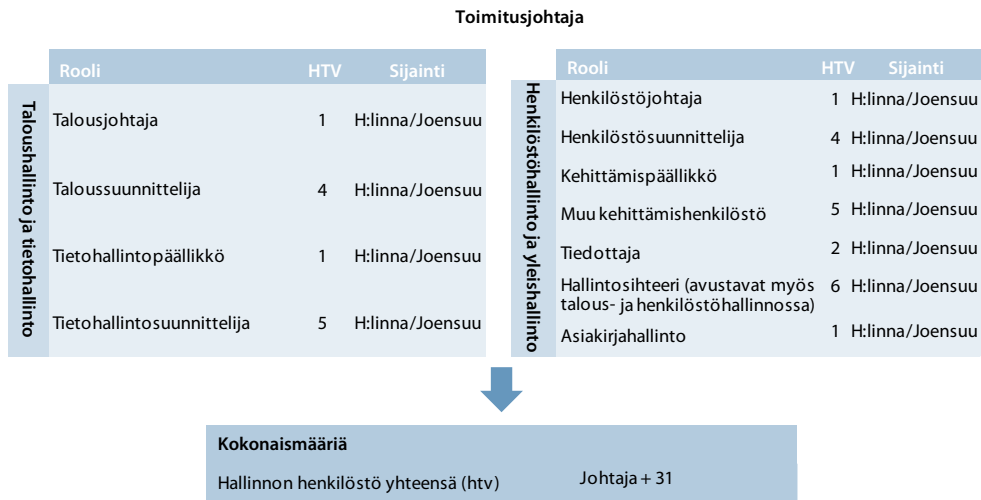 Toimitusjohtaja
Taloushallinto ja tietohallinto
Rooli HTV Sijainti
Talousjohtaja 1 H:linna/Joensuu
Taloussuunnittelija 4 H:linna/Joensuu
Tietohallintopäällikkö 1 H:linna/Joensuu
Tietohallintosuunnittelija 5 H:linna/Joensuu
Henkilöstöhallinto ja yleishallinto
Rooli HTV Sijainti
Henkilöstöjohtaja 1 H:linna/Joensuu
Henkilöstösuunnittelija 4 H:linna/Joensuu
Kehittämispäällikkö 1 H:linna/Joensuu
Muu kehittämishenkilöstö 5 H:linna/Joensuu
Tiedottaja 2 H:linna/Joensuu
Hallintosihteeri (avustavat myös 6 H:linna/Joensuu
talous- ja henkilöstöhallinnossa)
Asiakirjahallinto 1 H:linna/Joensuu
Kokonaismääriä
Hallinnon henkilöstö yhteensä (htv) Johtaja + 31